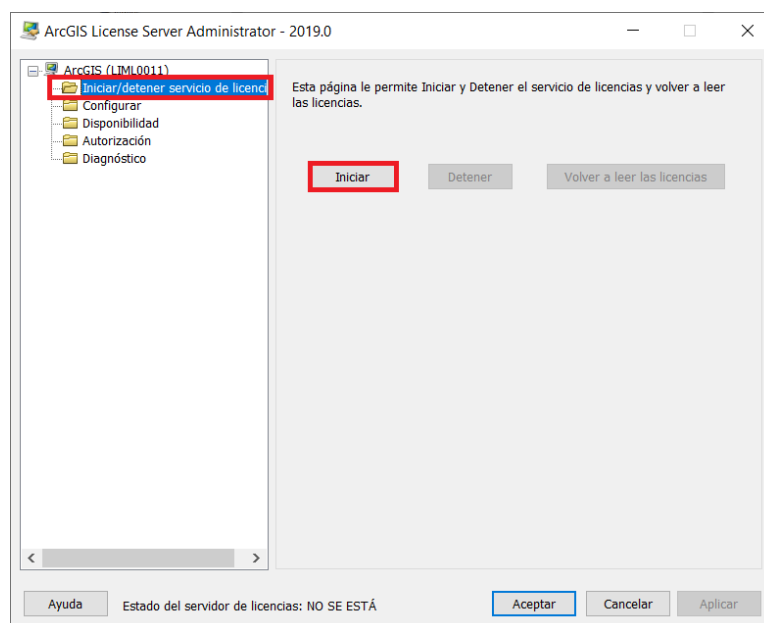 ArcGIS License Server Administrator - 2019.0
ArcGIS (LIML0011)
Iniciar/detener servicio de licenci
Configurar
Disponibilidad
Autorización
Diagnóstico
Esta página le permite Iniciar y Detener el servicio de licencias y volver a leer
las licencias.
Iniciar
Detener
Volver a leer las licencias
Ayuda
Estado del servidor de licencias: NO SE ESTÁ
Aceptar
Cancelar
Aplicar